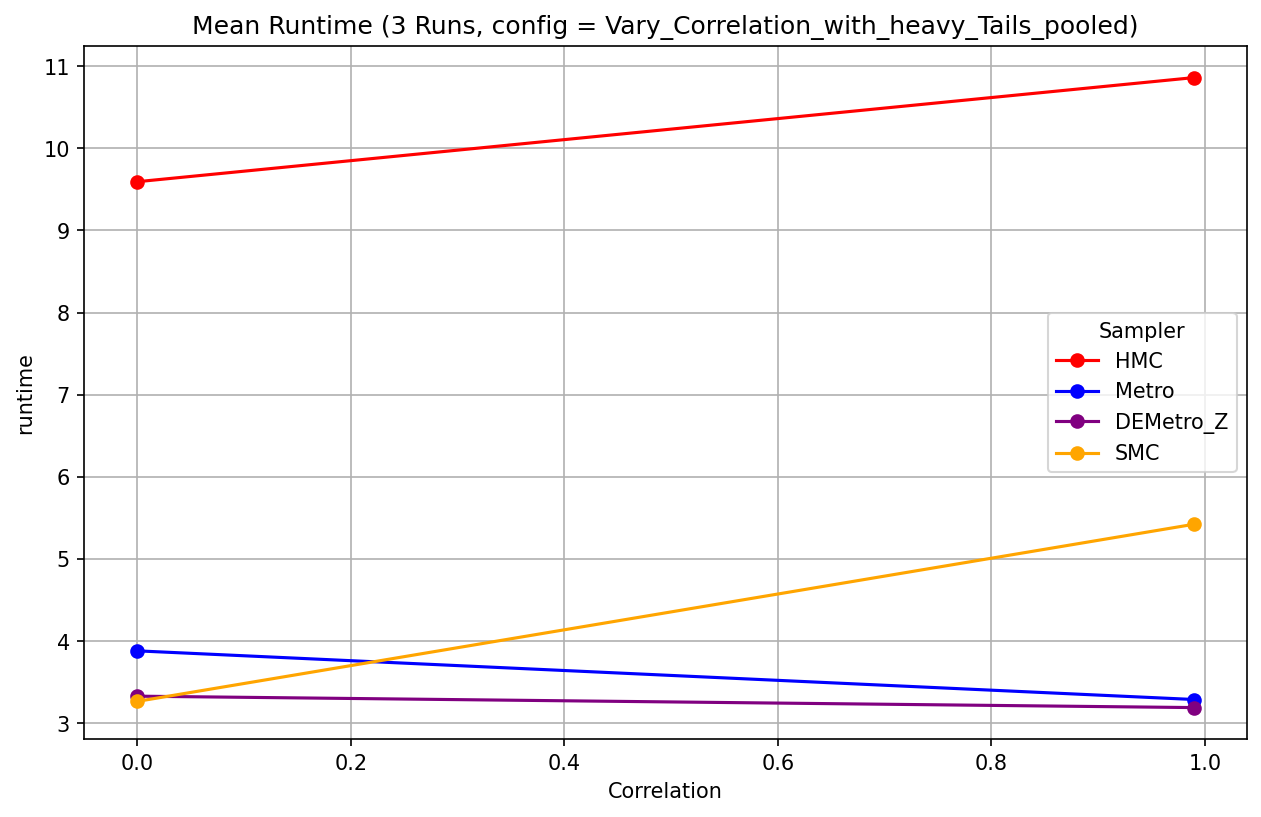 Mean Runtime (3 Runs, config = Vary_Correlation_with_heavy_Tails_pooled)
11
10
9
8
7
6
5
4
3
runtime
Sampler
HMC
Metro
DEMetro_Z
SMC
0.0 0.2 0.4 0.6 0.8 1.0
Correlation